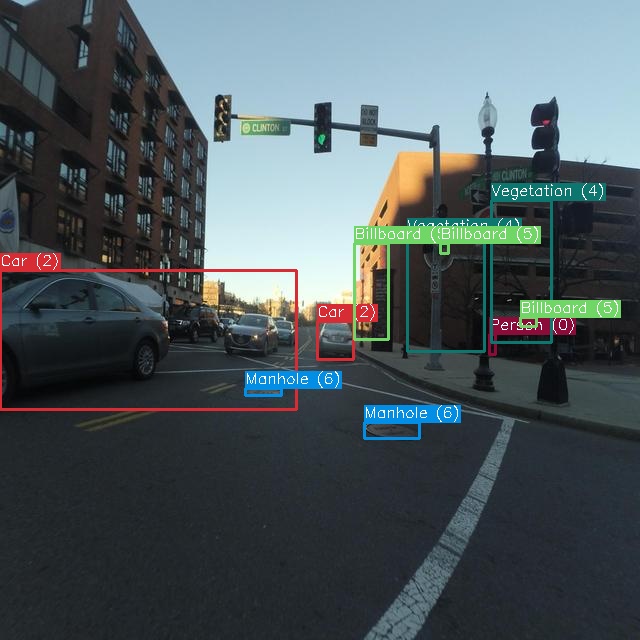 CLINTON ST
DO NOT
BLOCK
CLINTON
Vegetation (4)
Vegetation (4)
Billboard (5)
Billboard (5)
Car (2)
Car (2)
Billboard (5)
Person (0)
Manhole (6)
Manhole (6)